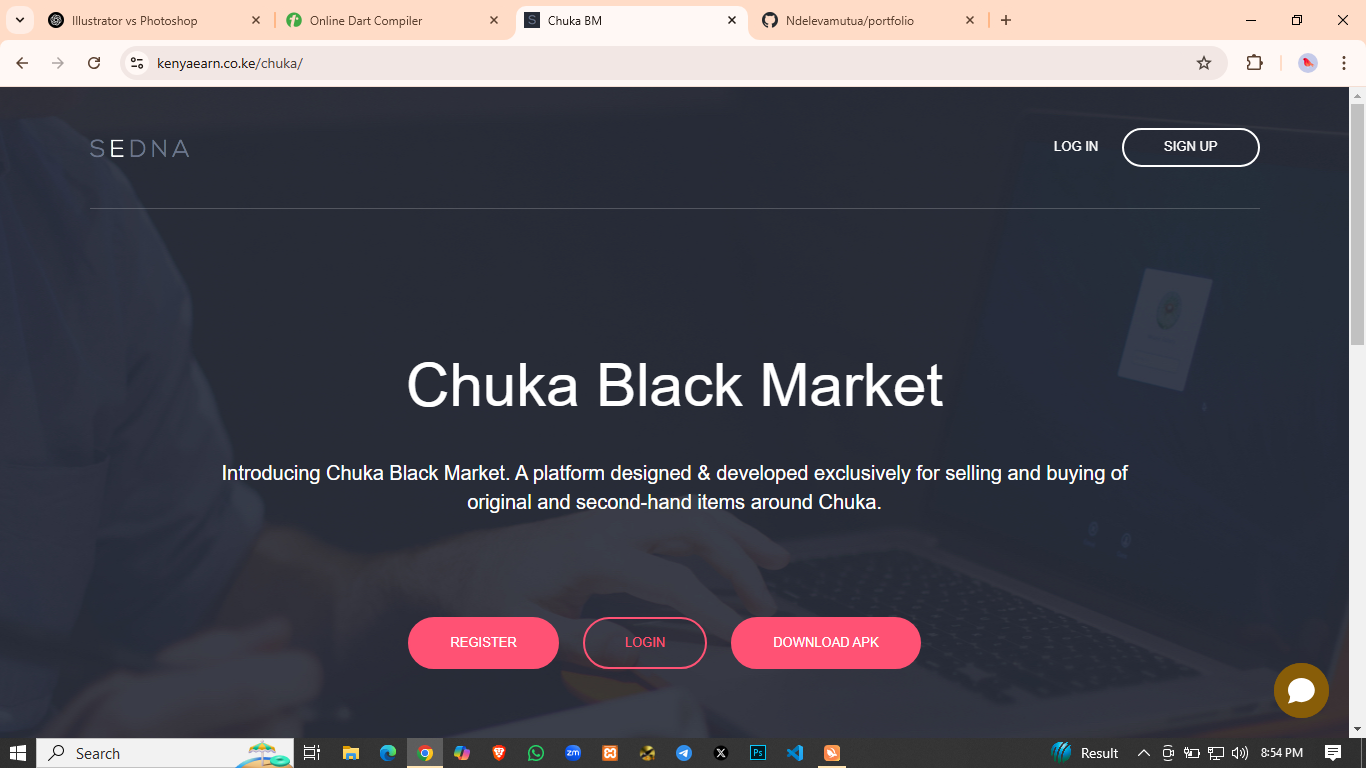 Illustrator vs Photoshop
Online Dart Compiler
S
Chuka BM
Ndelevamutua/portfolio
kenyaearn.co.ke/chuka/
SEDNA
LOG IN
SIGN UP
Chuka Black Market
Introducing Chuka Black Market. A platform designed & developed exclusively for selling and buying of
original and second-hand items around Chuka.
REGISTER
LOGIN
DOWNLOAD APK
Search
zm
X
Ps
Result
8:54 PM